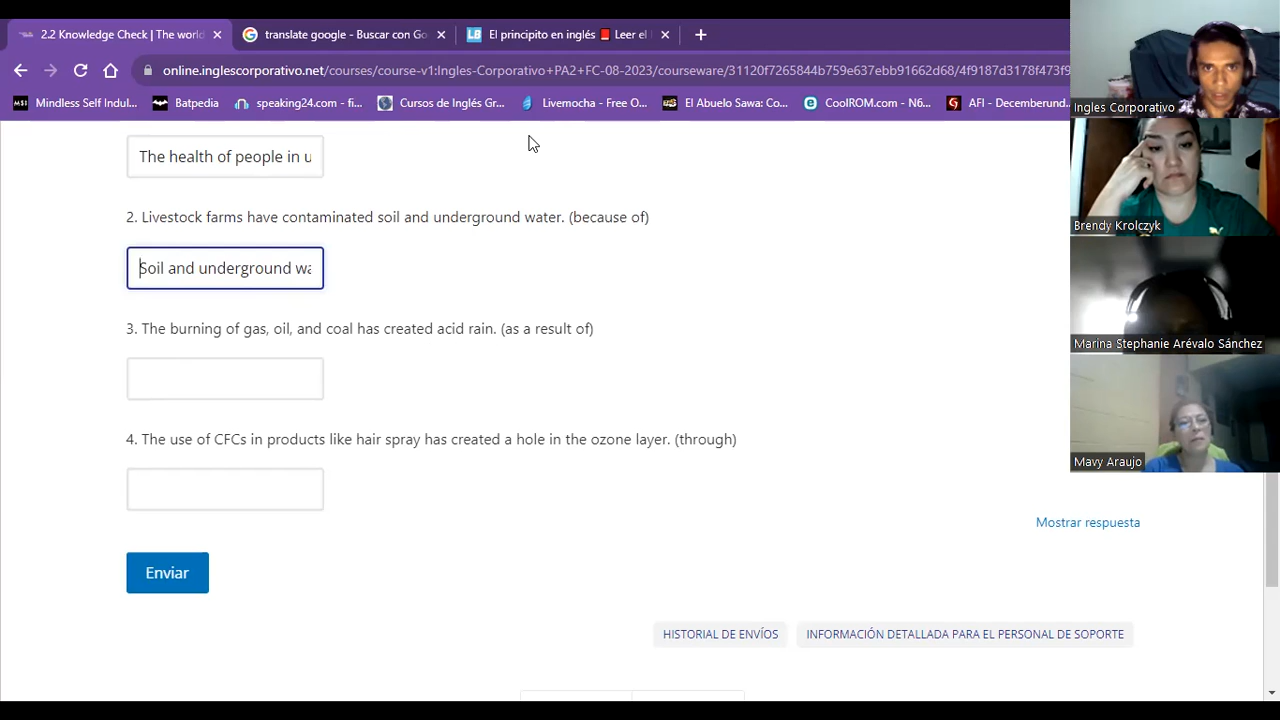 2.2 Knowledge Check | The world
translate google - Buscar con Go
El principito en inglés 📕 Leer el
online.inglescorporativo.net/courses/course-v1:Ingles-Corporativo+PA2+FC-08-2023/courseware/31120f7265844b759e637ebb91662d68/4f9187d3178f473f9
Mindless Self Indul...
Batpedia
speaking24.com - fi...
Cursos de Inglés Gr...
Livemocha - Free O...
El Abuelo Sawa: Co...
CoolROM.com - N6...
AFI - Decemberund...
The health of people in u
2. Livestock farms have contaminated soil and underground water. (because of)
Soil and underground wa
3. The burning of gas, oil, and coal has created acid rain. (as a result of)
4. The use of CFCs in products like hair spray has created a hole in the ozone layer. (through)
Mostrar respuesta
Enviar
HISTORIAL DE ENVÍOS
INFORMACIÓN DETALLADA PARA EL PERSONAL DE SOPORTE
Ingles Corporativo
Brendy Krolczyk
Marina Stephanie Arévalo Sánchez
Mavy Araujo